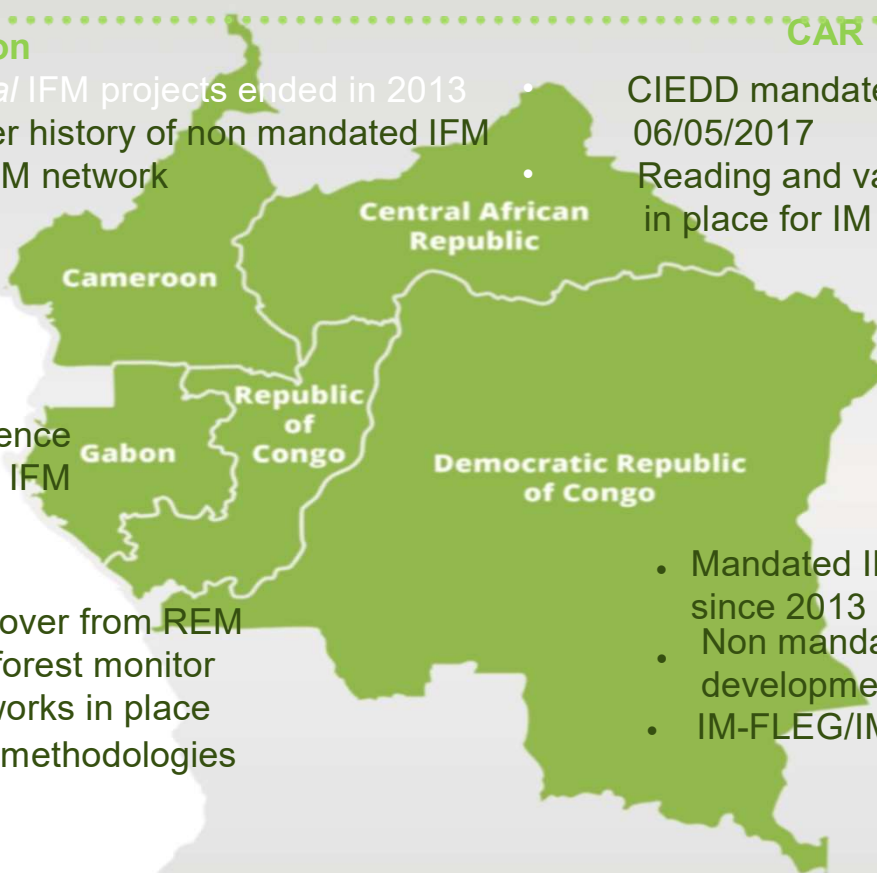 on
CAR
al IFM projects ended in 2013
er history of non mandated IFM
M network
• CIEDD mandate
06/05/2017
• Reading and va
in place for IM
Central African
Republic
Cameroon
Republic
of
Congo
Gabon
Democratic Republic
of Congo
ence
IFM
over from REM
forest monitor
works in place
methodologies
• Mandated I
since 2013
• Non manda
developme
• IM-FLEG/IM